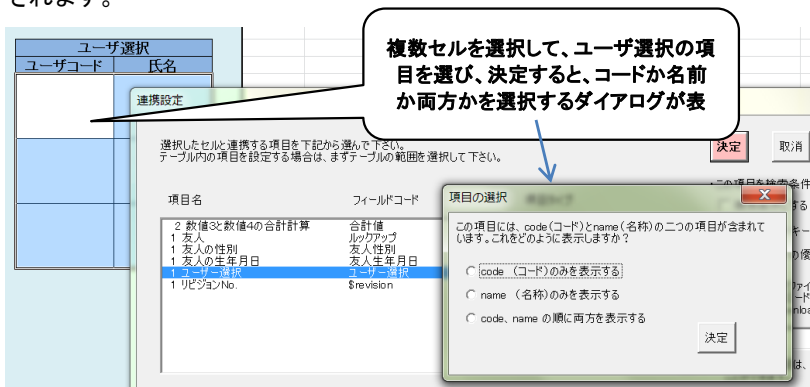 されます。
ユーザ選択
ユーザコード 氏名
複数セルを選択して、ユーザ選択の項
目を選び、決定すると、コードか名前
か両方かを選択するダイアログが表
連携設定
選択したセルと連携する項目を下記から選んで下さい。
テーブル内の項目を設定する場合は、まずテーブルの範囲を選択して下さい。
決定 取消
・この項目を検索条件
する
項目名 フィールドコード
項目の選択
X
2 数値3と数値4の合計計算 合計値
1 友人 ルックアップ
1 友人の性別 友人性別
1 友人の生年月日 友人生年月日
1 ユーザー選択 ユーザー選択
1 リビジョンNo. $revision
この項目には、code(コード)とname(名称)の二つの項目が含まれて
います。これをどのように表示しますか?
code (コード)のみを表示する
name (名称)のみを表示する
code、name の順に両方を表示する
決定
キー
の優